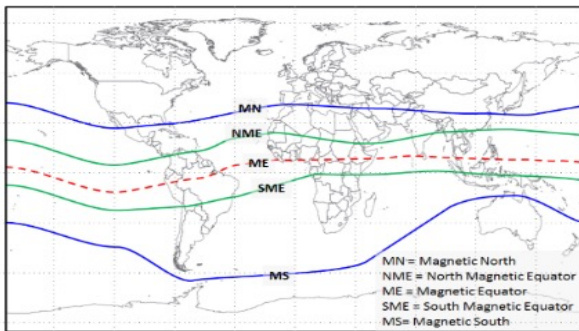 MN
NME
ME
SME
MS
MN = Magnetic North
NME = North Magnetic Equator
ME = Magnetic Equator
SME = South Magnetic Equator
MS= Magnetic South